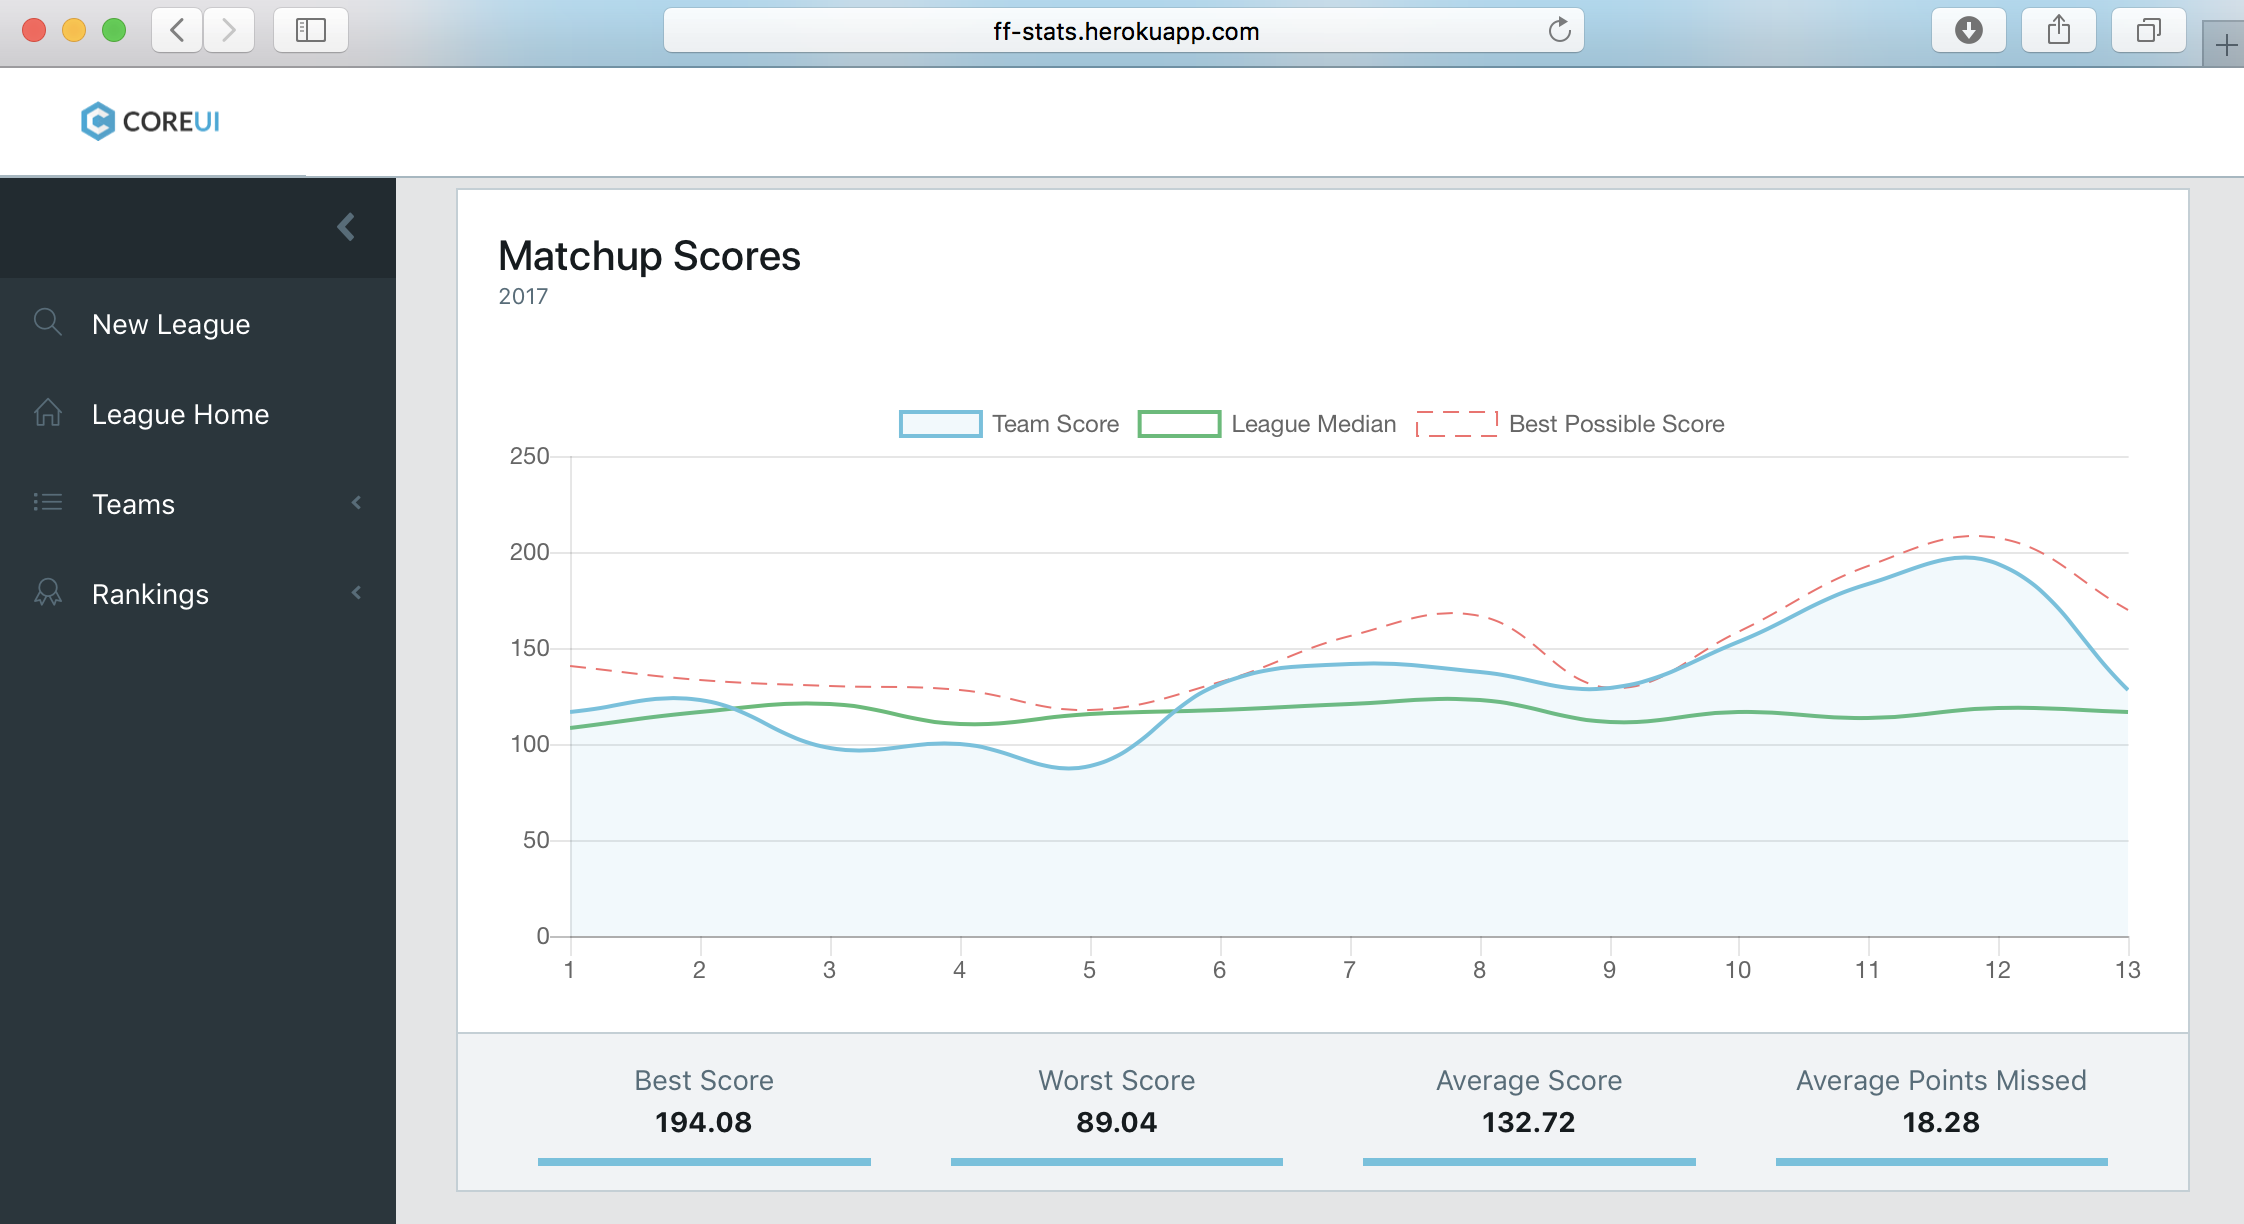 ff-stats.herokuapp.com
COREUI
New League
League Home
Teams
Rankings
Matchup Scores
2017
Team Score League Median Best Possible Score
250
200
150
100
50
0
1 2 3 4 5 6 7 8 9 10 11 12 13
Best Score Worst Score Average Score Average Points Missed
194.08 89.04 132.72 18.28